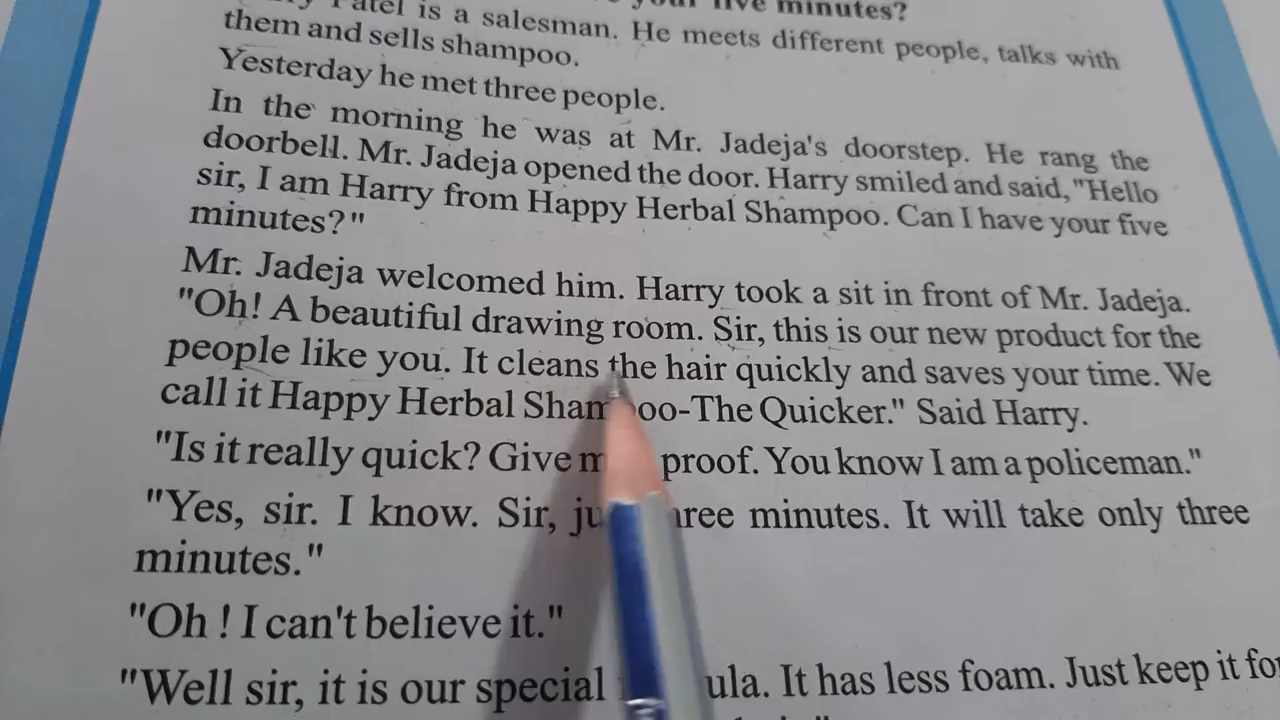 your five minutes?
Patel is a salesman. He meets different people, talks with
them and sells shampoo.
Yesterday he met three people.
In the morning he was at Mr. Jadeja's doorstep. He rang the
doorbell. Mr. Jadeja opened the door. Harry smiled and said, "Hello
sir, I am Harry from Happy Herbal Shampoo. Can I have your five
minutes?"
Mr. Jadeja welcomed him. Harry took a sit in front of Mr. Jadeja.
"Oh! A beautiful drawing room. Sir, this is our new product for the
people like you. It cleans the hair quickly and saves your time. We
call it Happy Herbal Shampoo-The Quicker." Said Harry.
"Is it really quick? Give proof. You know I am a policeman."
"Yes, sir. I know. Sir, three minutes. It will take only three
minutes."
"Oh ! I can't believe it."
"Well sir, it is our special It has less foam. Just keep it for